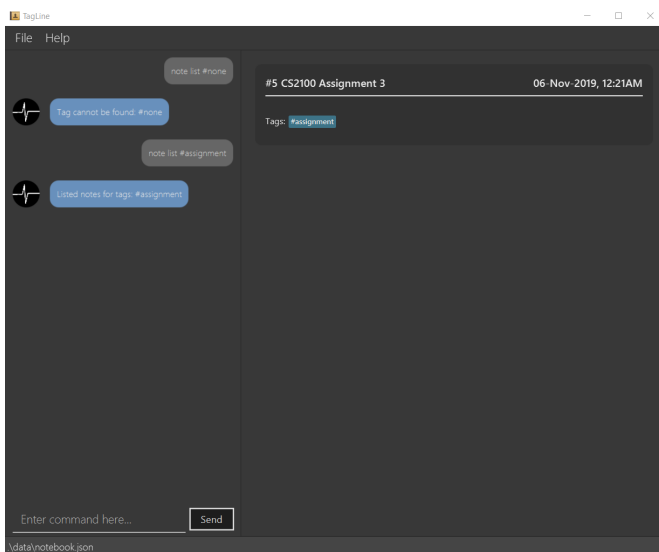 TagLine
File Help
note list #none
Tag cannot be found: #none
note list #assignment
Listed notes for tags: #assignment
Enter command here...
Send
#5 CS2100 Assignment 3
06-Nov-2019, 12:21AM
Tags: #assignment
\data\notebook.json